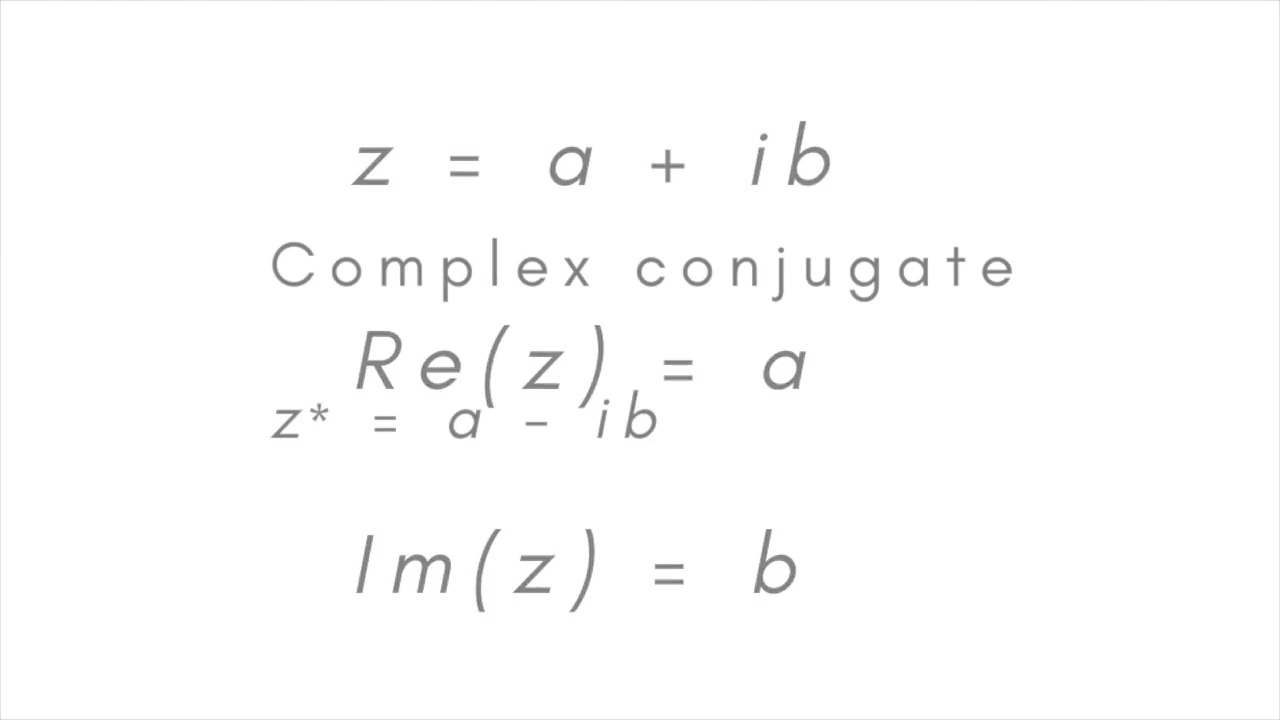 z = a + ib
Complex conjugate
Re(z) = a
z* = a - ib
Im(z) = b